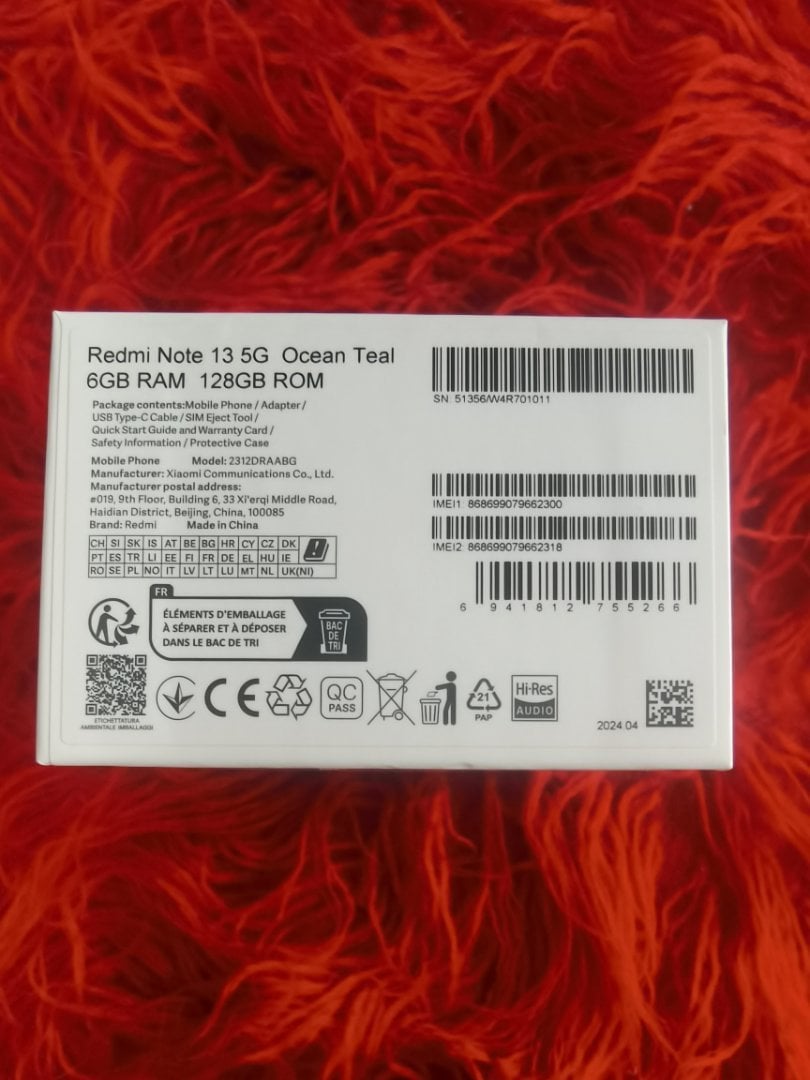 Redmi Note 13 5G Ocean Teal
6GB RAM 128GB ROM
Package contents:Mobile Phone / Adapter /
USB Type-C Cable / SIM Eject Tool /
Quick Start Guide and Warranty Card /
Safety Information / Protective Case
Mobile Phone Model: 2312DRAABG
Manufacturer: Xiaomi Communications Co., Ltd.
Manufacturer postal address:
#019, 9th Floor, Building 6, 33 Xi'erqi Middle Road,
Haidian District, Beijing, China, 100085
Brand: Redmi Made in China
CH SI SK IS AT BE BG HR CY CZ DK
PT ES TR LI EE FI FR DE EL HU IE
RO SE PL NO IT LV LT LU MT NL UK(NI)
SN: 51356/W4R701011
IMEI1 868699079662300
IMEI2 868699079662318
6 941812 755266
FR
ÉLÉMENTS D'EMBALLAGE
À SÉPARER ET À DÉPOSER
DANS LE BAC DE TRI
BAC
DE
TRI
ETICHETTATURA
AMBIENTALE IMBALLAGGI
CE
QC
PASS
21
PAP
Hi-Res
AUDIO
2024.04